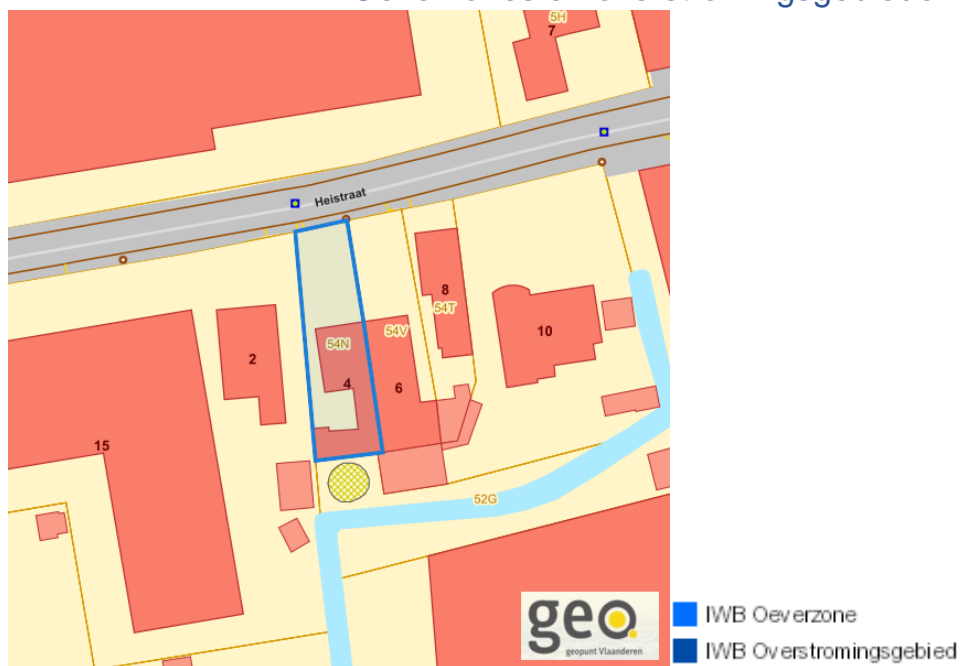 5H
7
Heistraat
8
54T
54V
10
54N
2
4
6
15
52G
geo.
geopunt Vlaanderen
IWB Oeverzone
IWB Overstromingsgebied